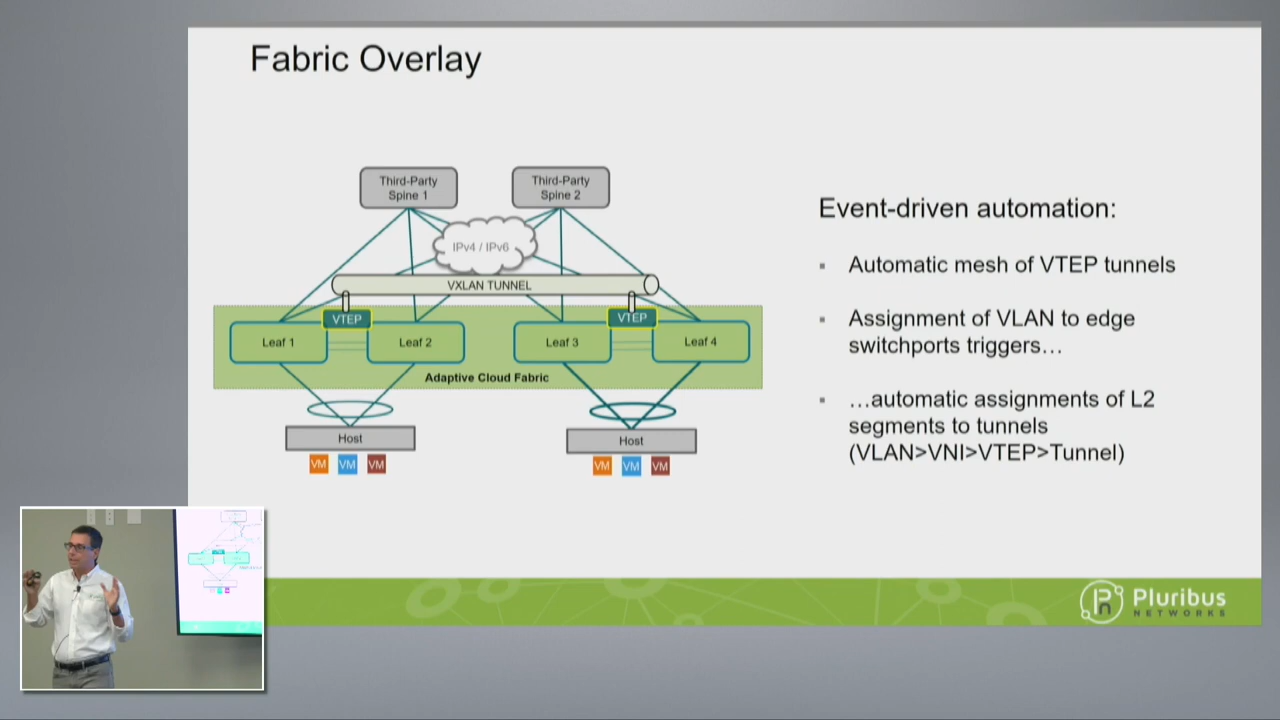 Fabric Overlay
Third-Party
Spine 1
Third-Party
Spine 2
IPv4 / IPv6
VXLAN TUNNEL
VTEP
VTEP
Leaf 1
Leaf 2
Leaf 3
Leaf 4
Adaptive Cloud Fabric
Host
Host
VM VM VM
VM VM VM
Event-driven automation:
▪ Automatic mesh of VTEP tunnels
▪ Assignment of VLAN to edge
switchports triggers…
▪ …automatic assignments of L2
segments to tunnels
(VLAN>VNI>VTEP>Tunnel)
Pluribus
NETWORKS